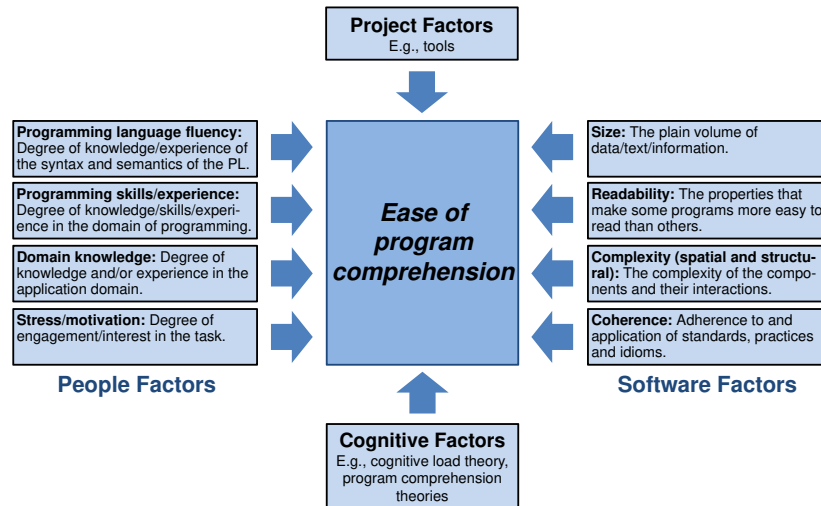 Project Factors
E.g., tools
Programming language fluency:
Degree of knowledge/experience of
the syntax and semantics of the PL.
Programming skills/experience:
Degree of knowledge/skills/experi-
ence in the domain of programming.
Domain knowledge: Degree of
knowledge and/or experience in the
application domain.
Stress/motivation: Degree of
engagement/interest in the task.
People Factors
Ease of
program
comprehension
Size: The plain volume of
data/text/information.
Readability: The properties that
make some programs more easy to
read than others.
Complexity (spatial and structu-
ral): The complexity of the compo-
nents and their interactions.
Coherence: Adherence to and
application of standards, practices
and idioms.
Software Factors
Cognitive Factors
E.g., cognitive load theory,
program comprehension
theories